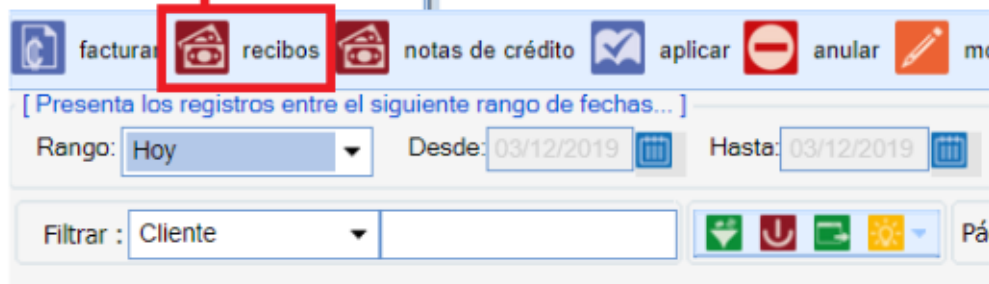 facturar recibos notas de crédito aplicar anular
[ Presenta los registros entre el siguiente rango de fechas... ]
Rango: Hoy Desde: 03/12/2019 Hasta: 03/12/2019
Filtrar : Cliente